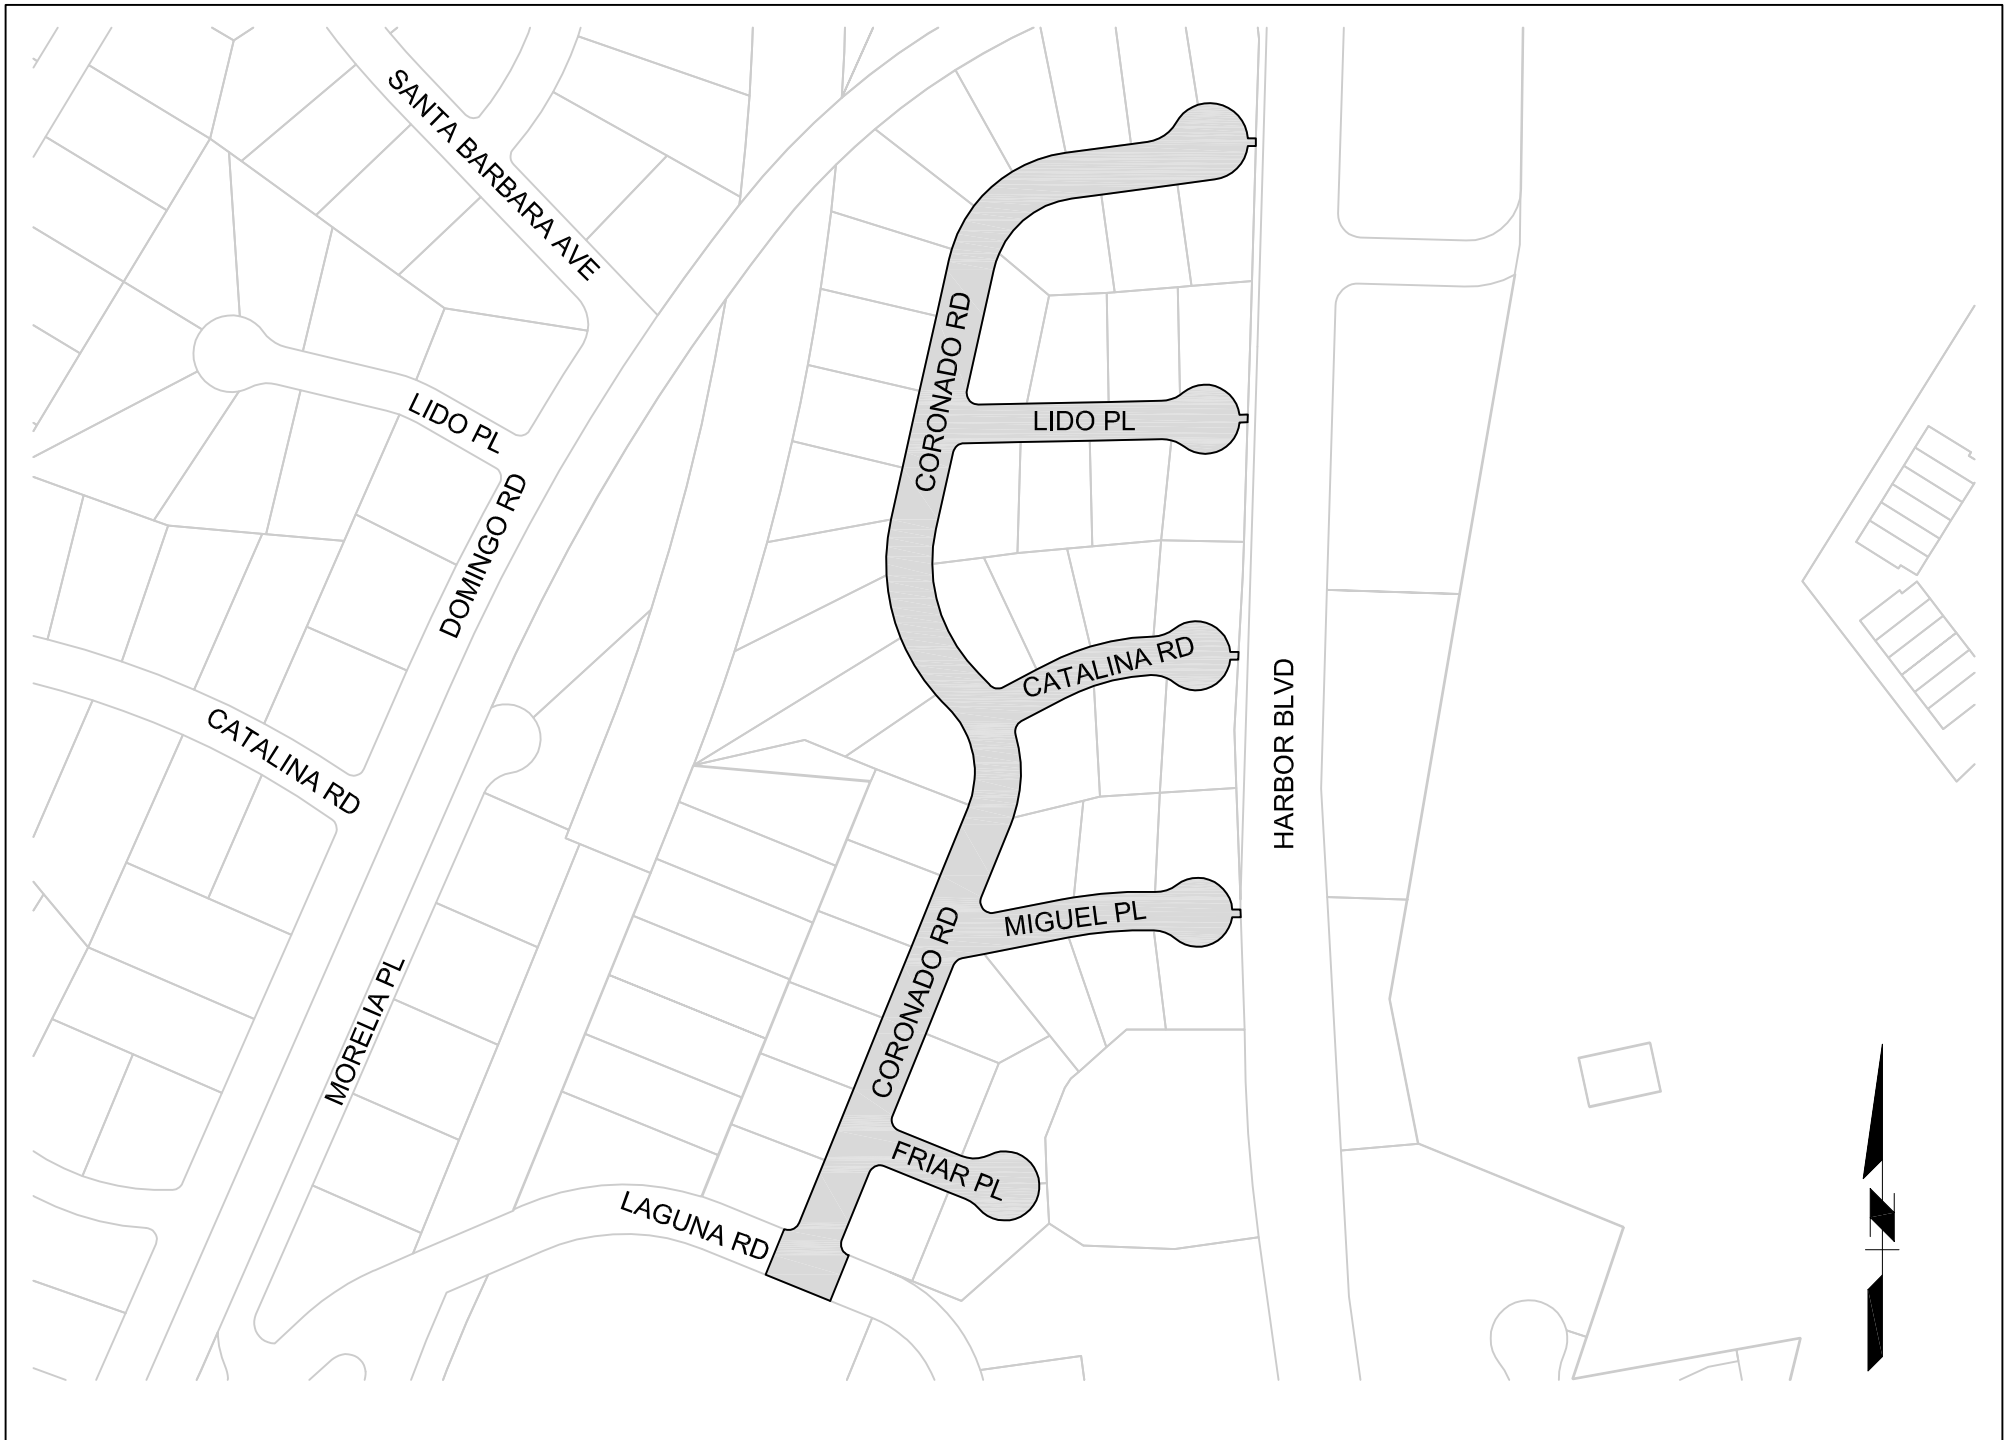 SANTA BARBARA AVE
CORONADO RD
LIDO PL
LIDO PL
DOMINGO RD
CATALINA RD
CATALINA RD
HARBOR BLVD
MIGUEL PL
CORONADO RD
MORELIA PL
FRIAR PL
LAGUNA RD
N